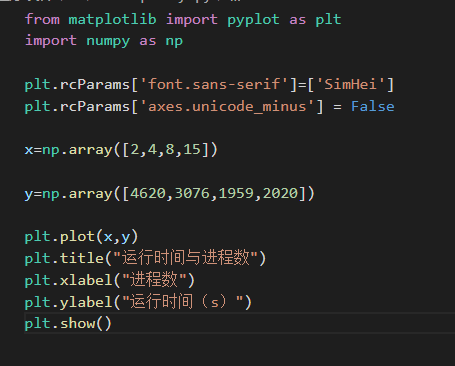 from matplotlib import pyplot as plt
import numpy as np
plt.rcParams['font.sans-serif']=['SimHei']
plt.rcParams['axes.unicode_minus'] = False
x=np.array([2,4,8,15])
y=np.array([4620,3076,1959,2020])
plt.plot(x,y)
plt.title("运行时间与进程数")
plt.xlabel("进程数")
plt.ylabel("运行时间（s）")
plt.show()